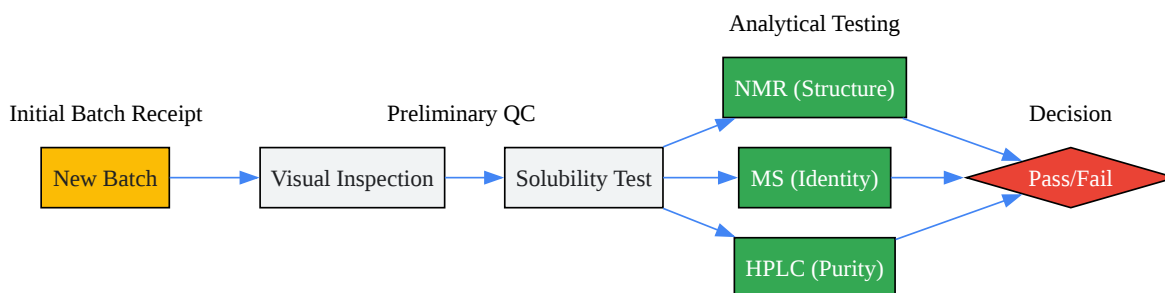 Initial Batch Receipt
New Batch
Preliminary QC
Visual Inspection
Solubility Test
Analytical Testing
NMR (Structure)
MS (Identity)
HPLC (Purity)
Decision
Pass/Fail